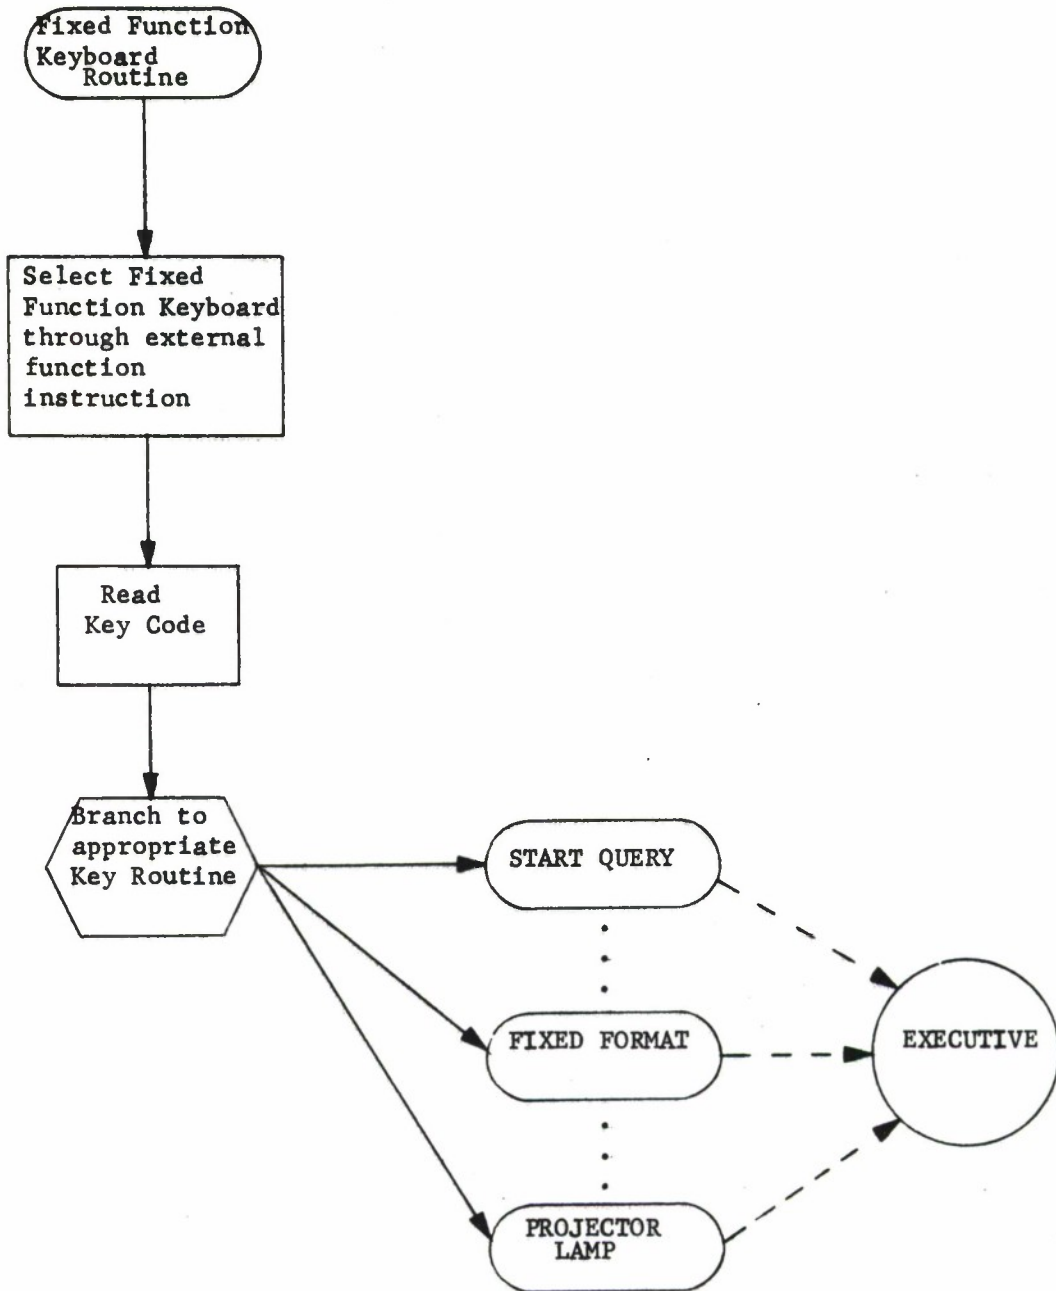 Fixed Function
Keyboard
Routine
Select Fixed
Function Keyboard
through external
function
instruction
Read
Key Code
Branch to
appropriate
Key Routine
START QUERY
FIXED FORMAT
EXECUTIVE
PROJECTOR
LAMP